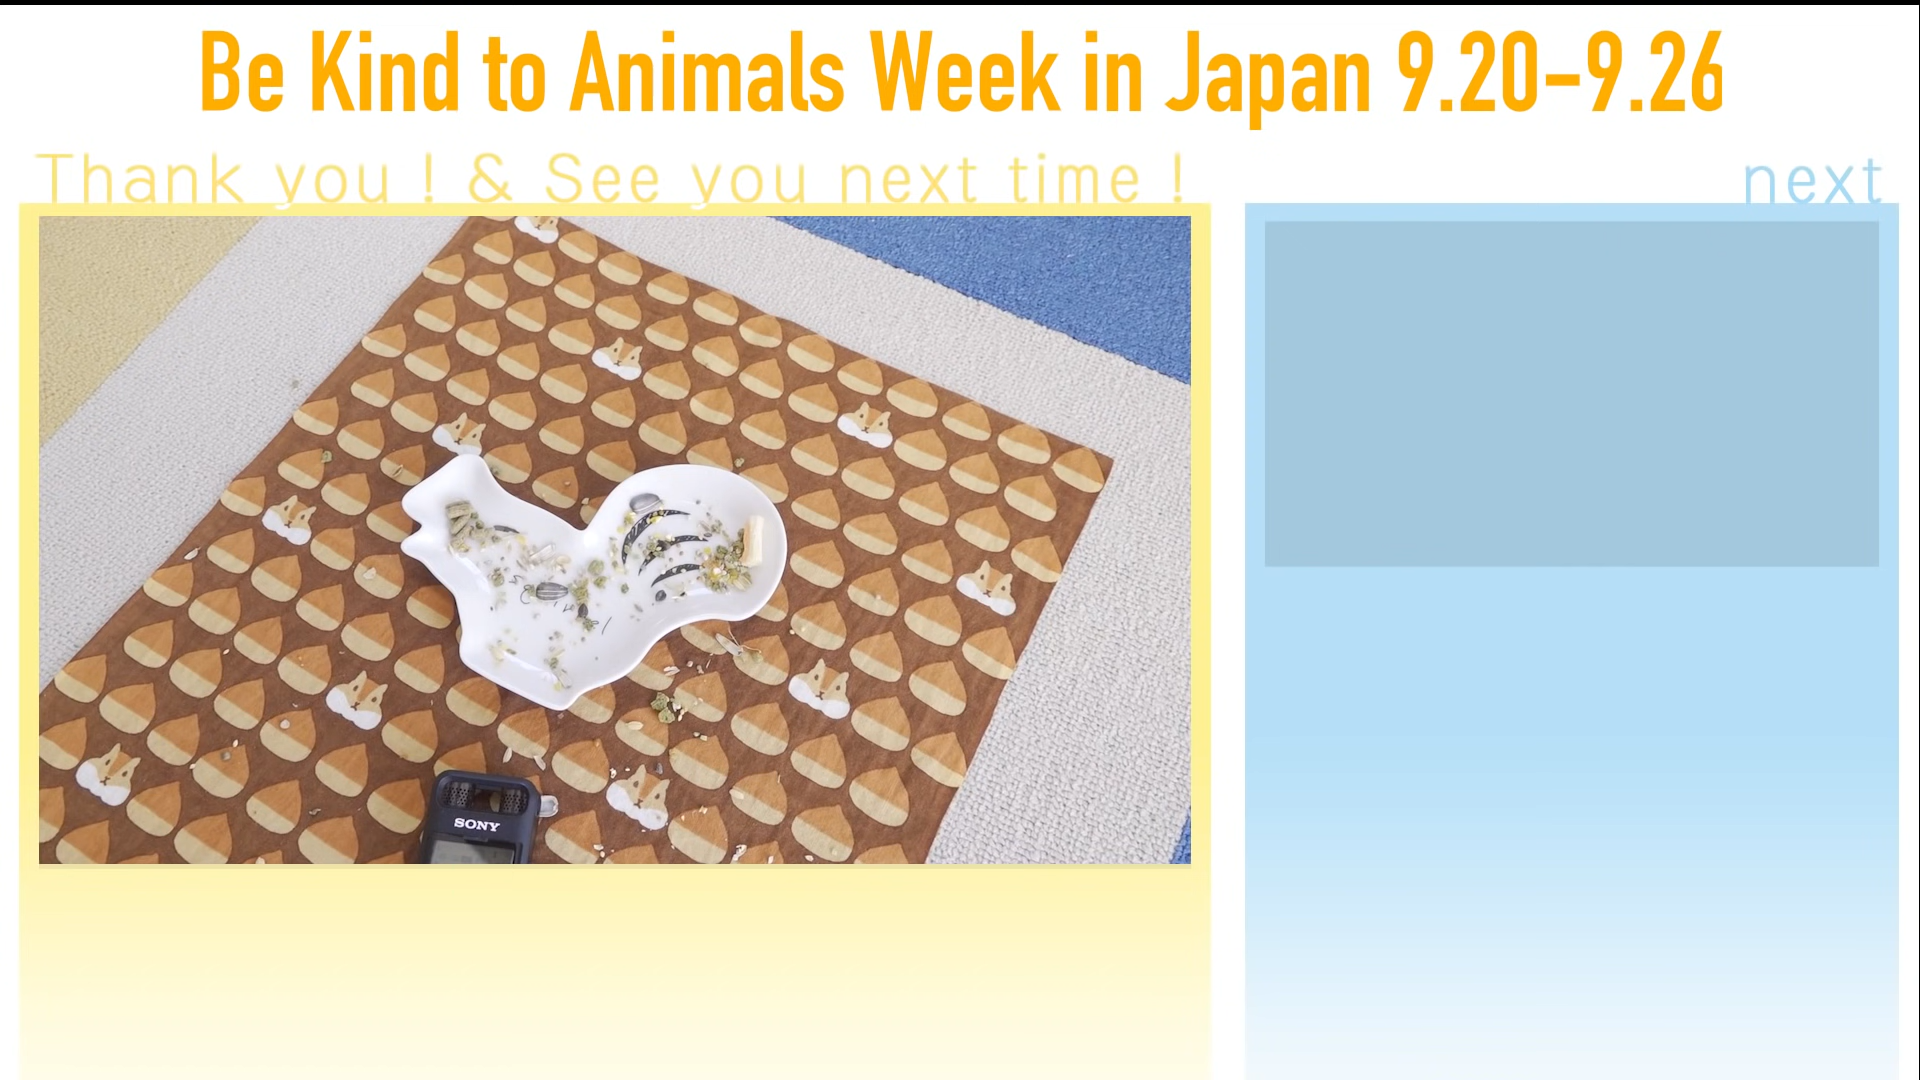 Be Kind to Animals Week in Japan 9.20-9.26
Thank you ! & See you next time !
next
SONY